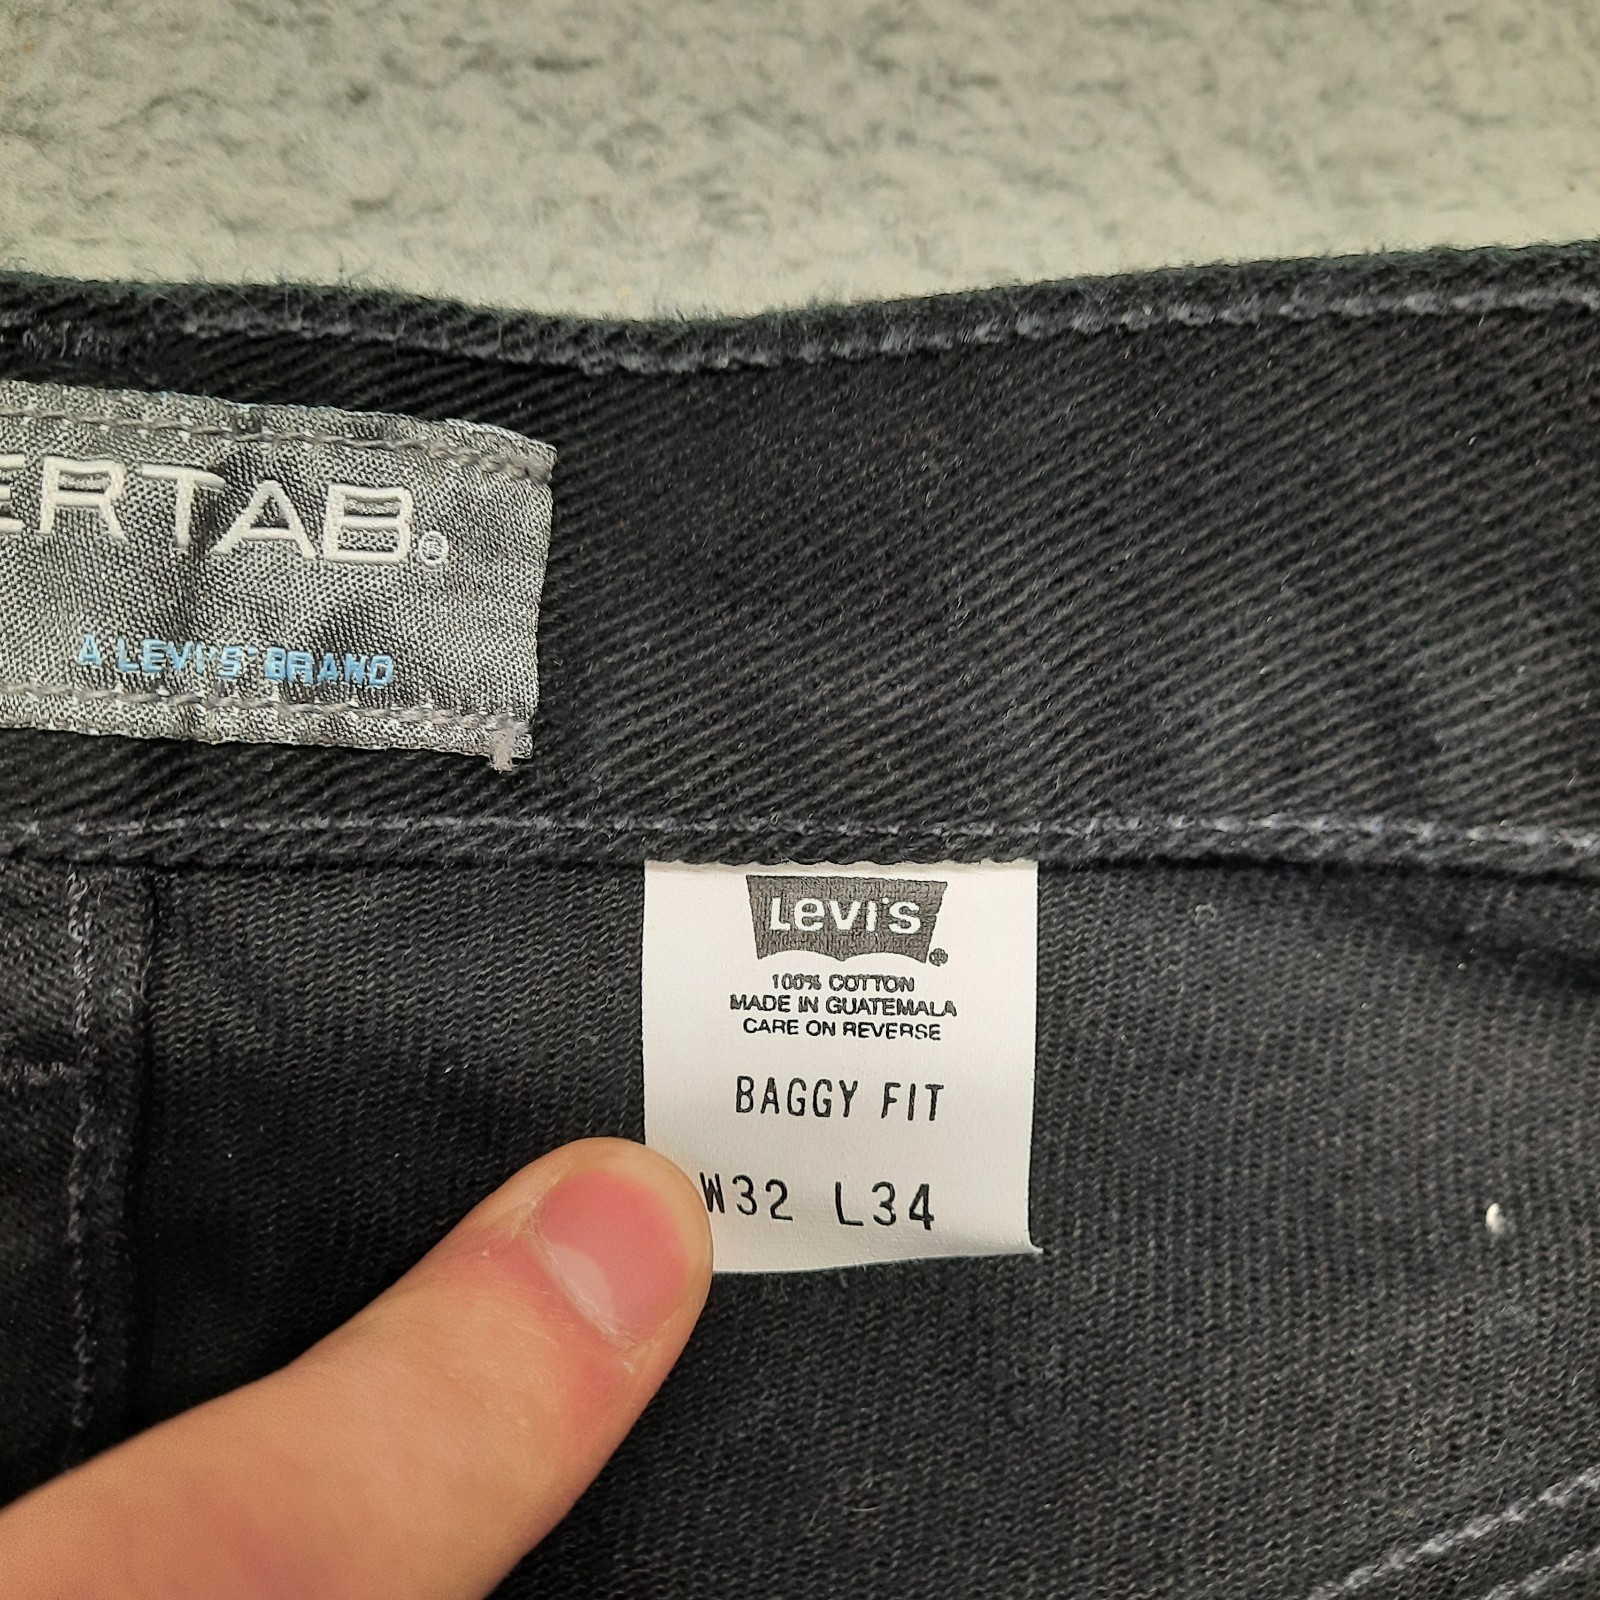 ERTAB®
A LEVI'S® BRAND
Levi's®
100% COTTON
MADE IN GUATEMALA
CARE ON REVERSE
BAGGY FIT
W32 L34